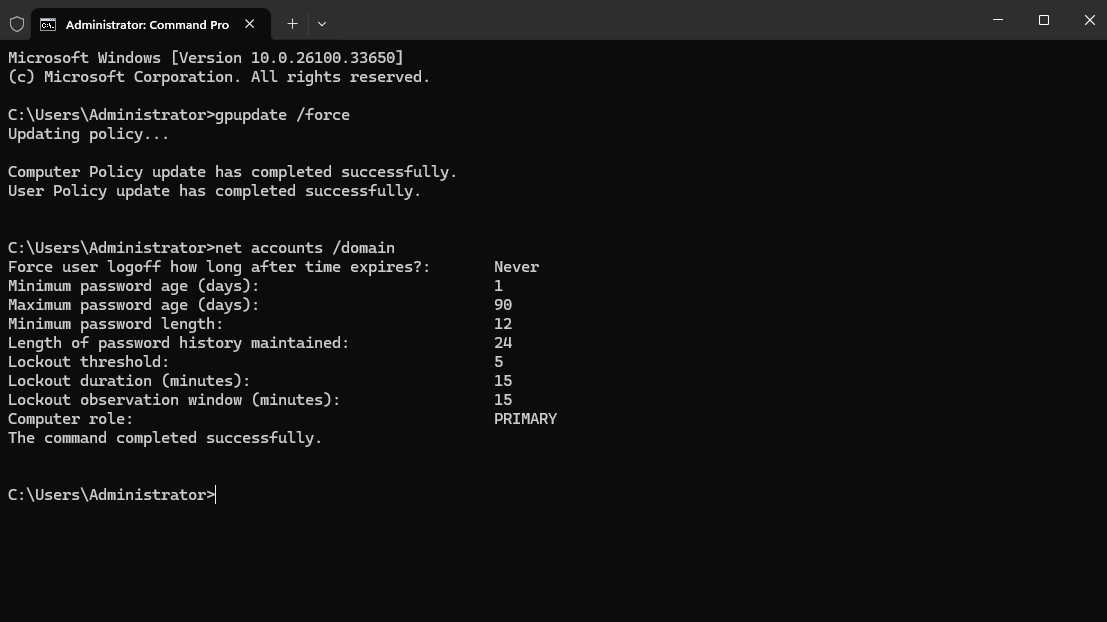 Administrator: Command Pro
Microsoft Windows [Version 10.0.26100.33650]
(c) Microsoft Corporation. All rights reserved.
C:\Users\Administrator>gpupdate /force
Updating policy...
Computer Policy update has completed successfully.
User Policy update has completed successfully.
C:\Users\Administrator>net accounts /domain
Force user logoff how long after time expires?:       Never
Minimum password age (days):                          1
Maximum password age (days):                          90
Minimum password length:                              12
Length of password history maintained:                24
Lockout threshold:                                    5
Lockout duration (minutes):                           15
Lockout observation window (minutes):                 15
Computer role:                                        PRIMARY
The command completed successfully.
C:\Users\Administrator>